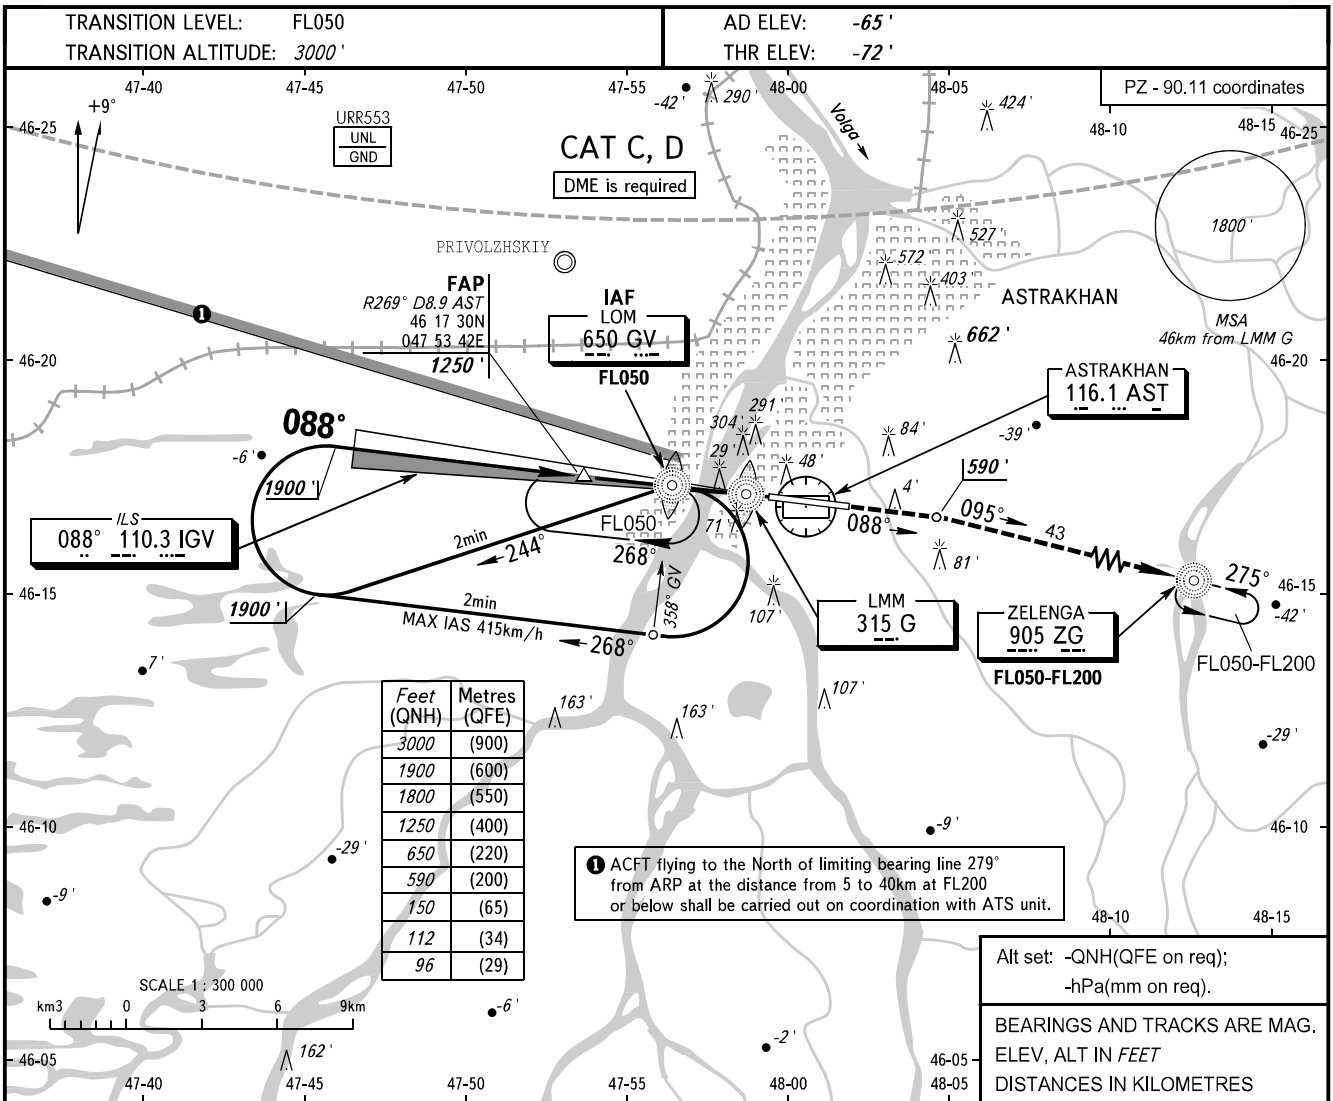 TRANSITION LEVEL: FL050
TRANSITION ALTITUDE: 3000 '
AD ELEV: -65 '
THR ELEV: -72 '
PZ - 90.11 coordinates
47-40 47-45 47-50 47-55 48-00 48-05
48-10 48-15 46-25
46-25
+9°
URR553
UNL
GND
CAT C, D
DME is required
-42 '
290 '
424 '
Volga
1800 '
MSA
46km from LMM G
527 '
572 '
403 '
662 '
ASTRAKHAN
PRIVOLZHSKIY
FAP
R269° D8.9 AST
46 17 30N
047 53 42E
1250 '
IAF
LOM
650 GV
FL050
1
46-20
46-20
ASTRAKHAN
116.1 AST
-39 '
088°
-6 '
1900 '
304 '
291
29 '
48 '
84 '
4 '
590 '
71 '
ILS
088° 110.3 IGV
FL050
268°
2min
244°
088°
095°
43
81 '
275°
46-15
46-15
-42 '
1900 '
2min
MAX IAS 415km/h
268°
358° GV
107 '
LMM
315 G
ZELENGA
905 ZG
FL050-FL200
FL050-FL200
7 '
163 '
163 '
107 '
-29 '
Feet (QNH) Metres (QFE)
3000 (900)
1900 (600)
1800 (550)
1250 (400)
650 (220)
590 (200)
150 (65)
112 (34)
96 (29)
46-10
46-10
-29 '
-9 '
-9 '
1 ACFT flying to the North of limiting bearing line 279°
from ARP at the distance from 5 to 40km at FL200
or below shall be carried out on coordination with ATS unit.
48-10 48-15
SCALE 1 : 300 000
km3 0 3 6 9km
-6 '
-2 '
162 '
46-05
46-05
47-40 47-45 47-50 47-55 48-00 48-05
Alt set: -QNH(QFE on req);
-hPa(mm on req).
BEARINGS AND TRACKS ARE MAG.
ELEV, ALT IN FEET
DISTANCES IN KILOMETRES